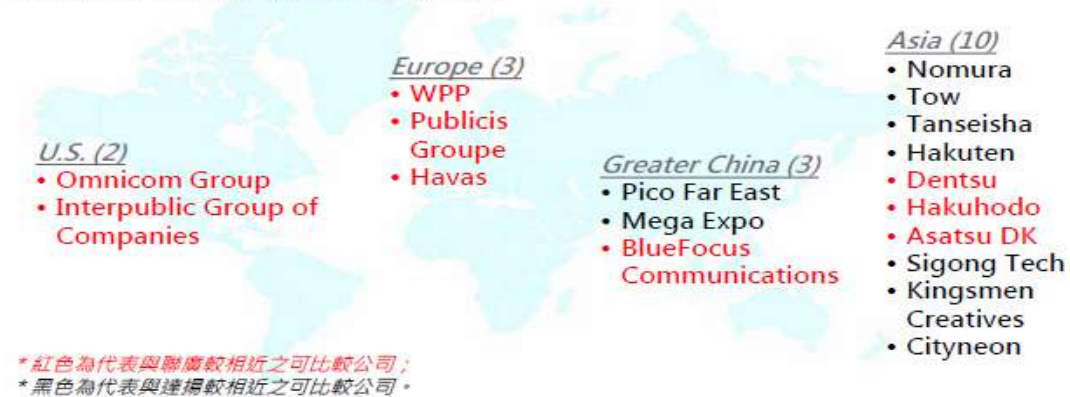 U.S. (2)
• Omnicom Group
• Interpublic Group of
Companies
Europe (3)
• WPP
• Publicis
Groupe
• Havas
Greater China (3)
• Pico Far East
• Mega Expo
• BlueFocus
Communications
Asia (10)
• Nomura
• Tow
• Tanseisha
• Hakuten
• Dentsu
• Hakuhodo
• Asatsu DK
• Sigong Tech
• Kingsmen
Creatives
• Cityneon
* 紅色為代表與聯廣較相近之可比較公司；
* 黑色為代表與達揚較相近之可比較公司。